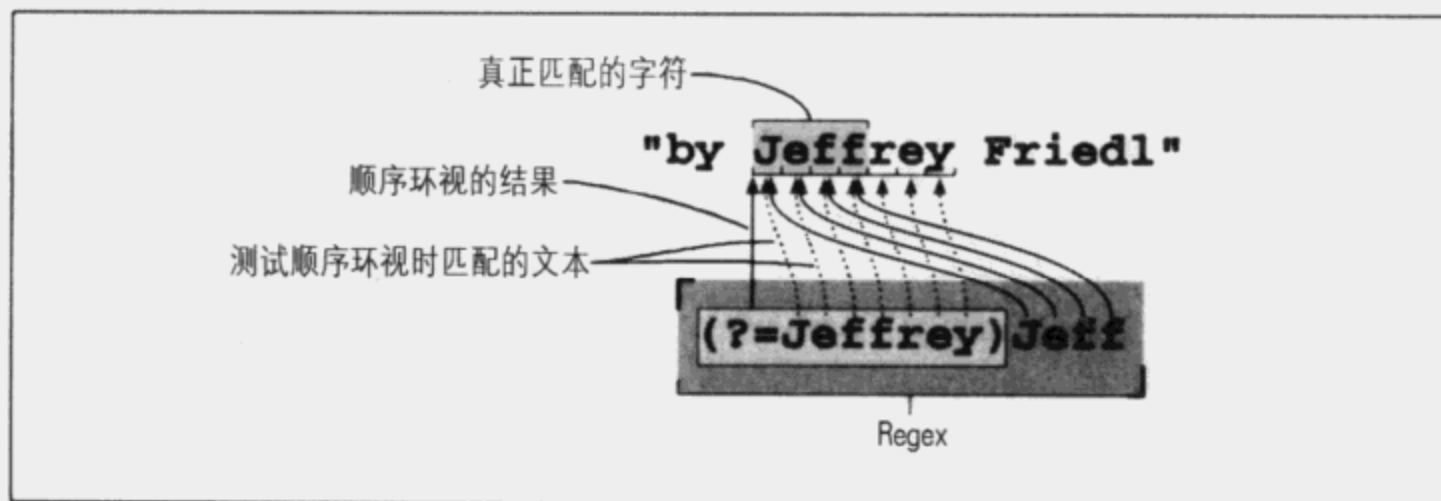 真正匹配的字符
"by Jeffrey Friedl"
顺序环视的结果
测试顺序环视时匹配的文本
(?=Jeffrey)Jeff
Regex